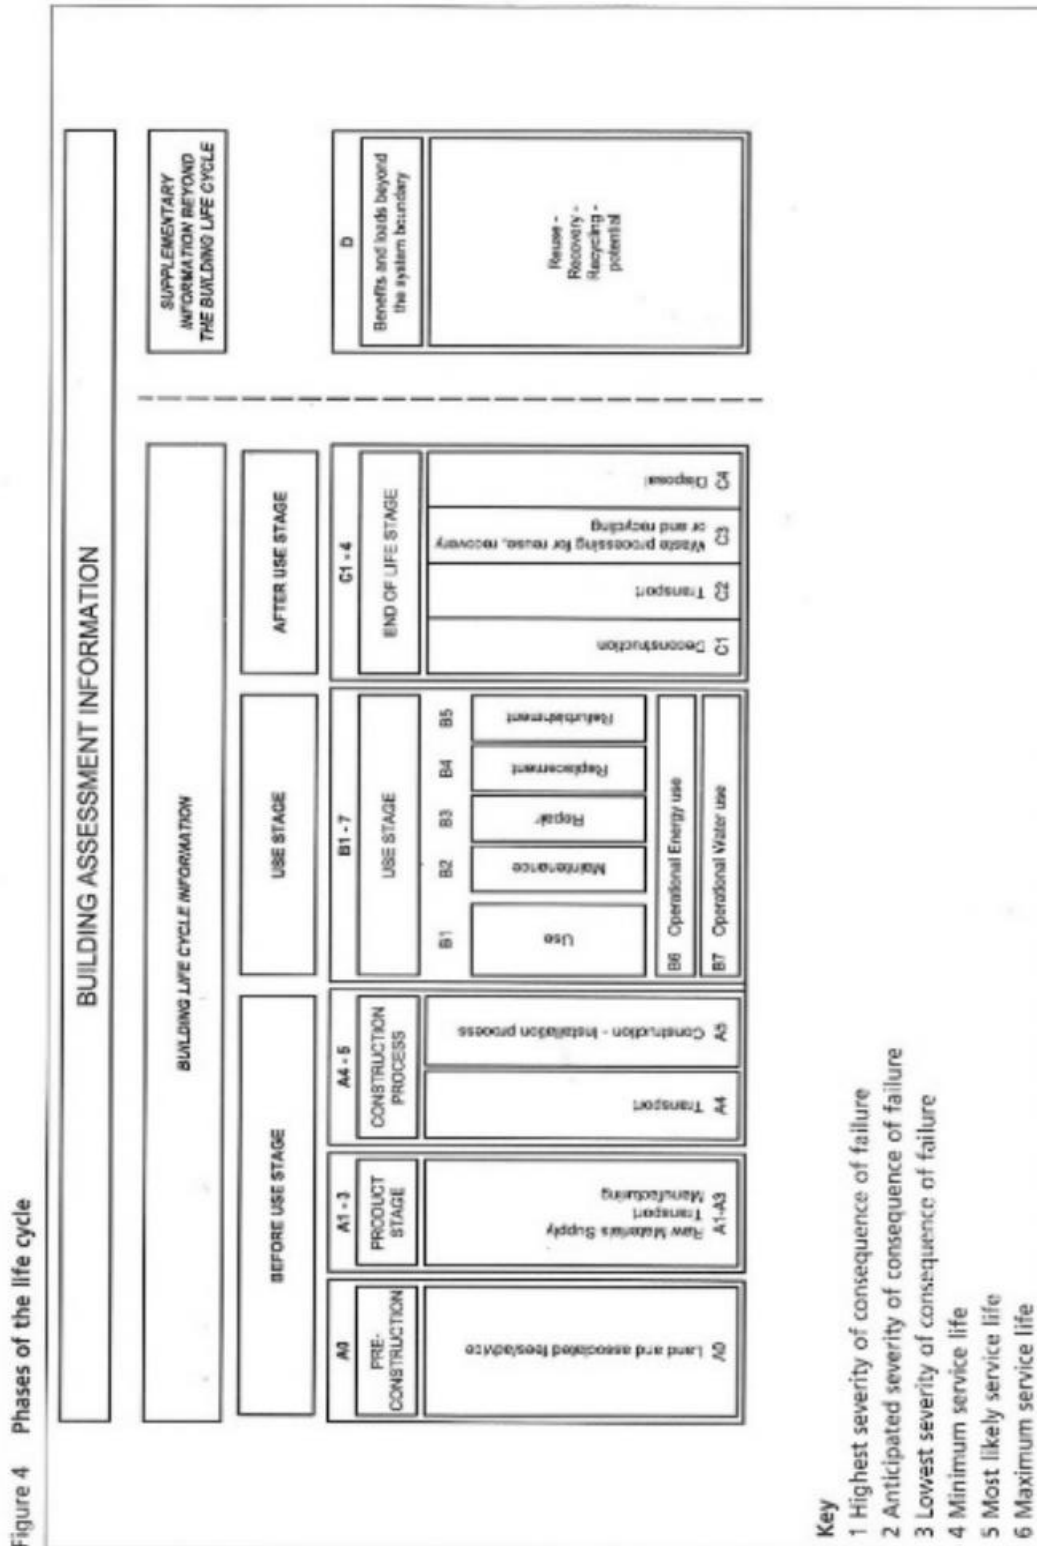 Figure 4 Phases of the life cycle
BUILDING ASSESSMENT INFORMATION
BUILDING LIFE CYCLE INFORMATION
SUPPLEMENTARY
INFORMATION BEYOND
THE BUILDING LIFE CYCLE
BEFORE USE STAGE
USE STAGE
AFTER USE STAGE
A0
PRE-
CONSTRUCTION
A0 Land and associated fees/advice
A1 - 3
PRODUCT
STAGE
Raw Materials Supply
Transport
Manufacturing
A1-A3
A4 - 5
CONSTRUCTION
PROCESS
A4 Transport
A5 Construction - Installation process
B1 - 7
USE STAGE
B1
Use
B2
Maintenance
B3
Repair
B4
Replacement
B5
Refurbishment
B6 Operational Energy use
B7 Operational Water use
C1 - 4
END OF LIFE STAGE
C1 Deconstruction
C2 Transport
C3 Waste processing for reuse, recovery
or and recycling
C4 Disposal
D
Benefits and loads beyond
the system boundary
Reuse -
Recovery -
Recycling -
potential
Key
1 Highest severity of consequence of failure
2 Anticipated severity of consequence of failure
3 Lowest severity of consequence of failure
4 Minimum service life
5 Most likely service life
6 Maximum service life